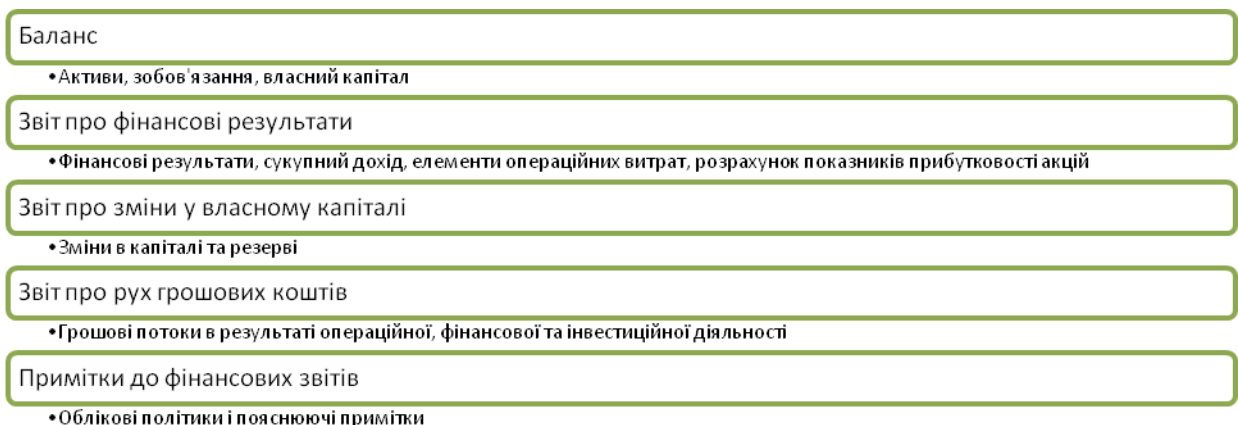 Баланс
•Активи, зобов'язання, власний капітал
Звіт про фінансові результати
•Фінансові результати, сукупний дохід, елементи операційних витрат, розрахунок показників прибутковості акцій
Звіт про зміни у власному капіталі
•Зміни в капіталі та резерві
Звіт про рух грошових коштів
•Грошові потоки в результаті операційної, фінансової та інвестиційної діяльності
Примітки до фінансових звітів
•Облікові політики і пояснюючі примітки